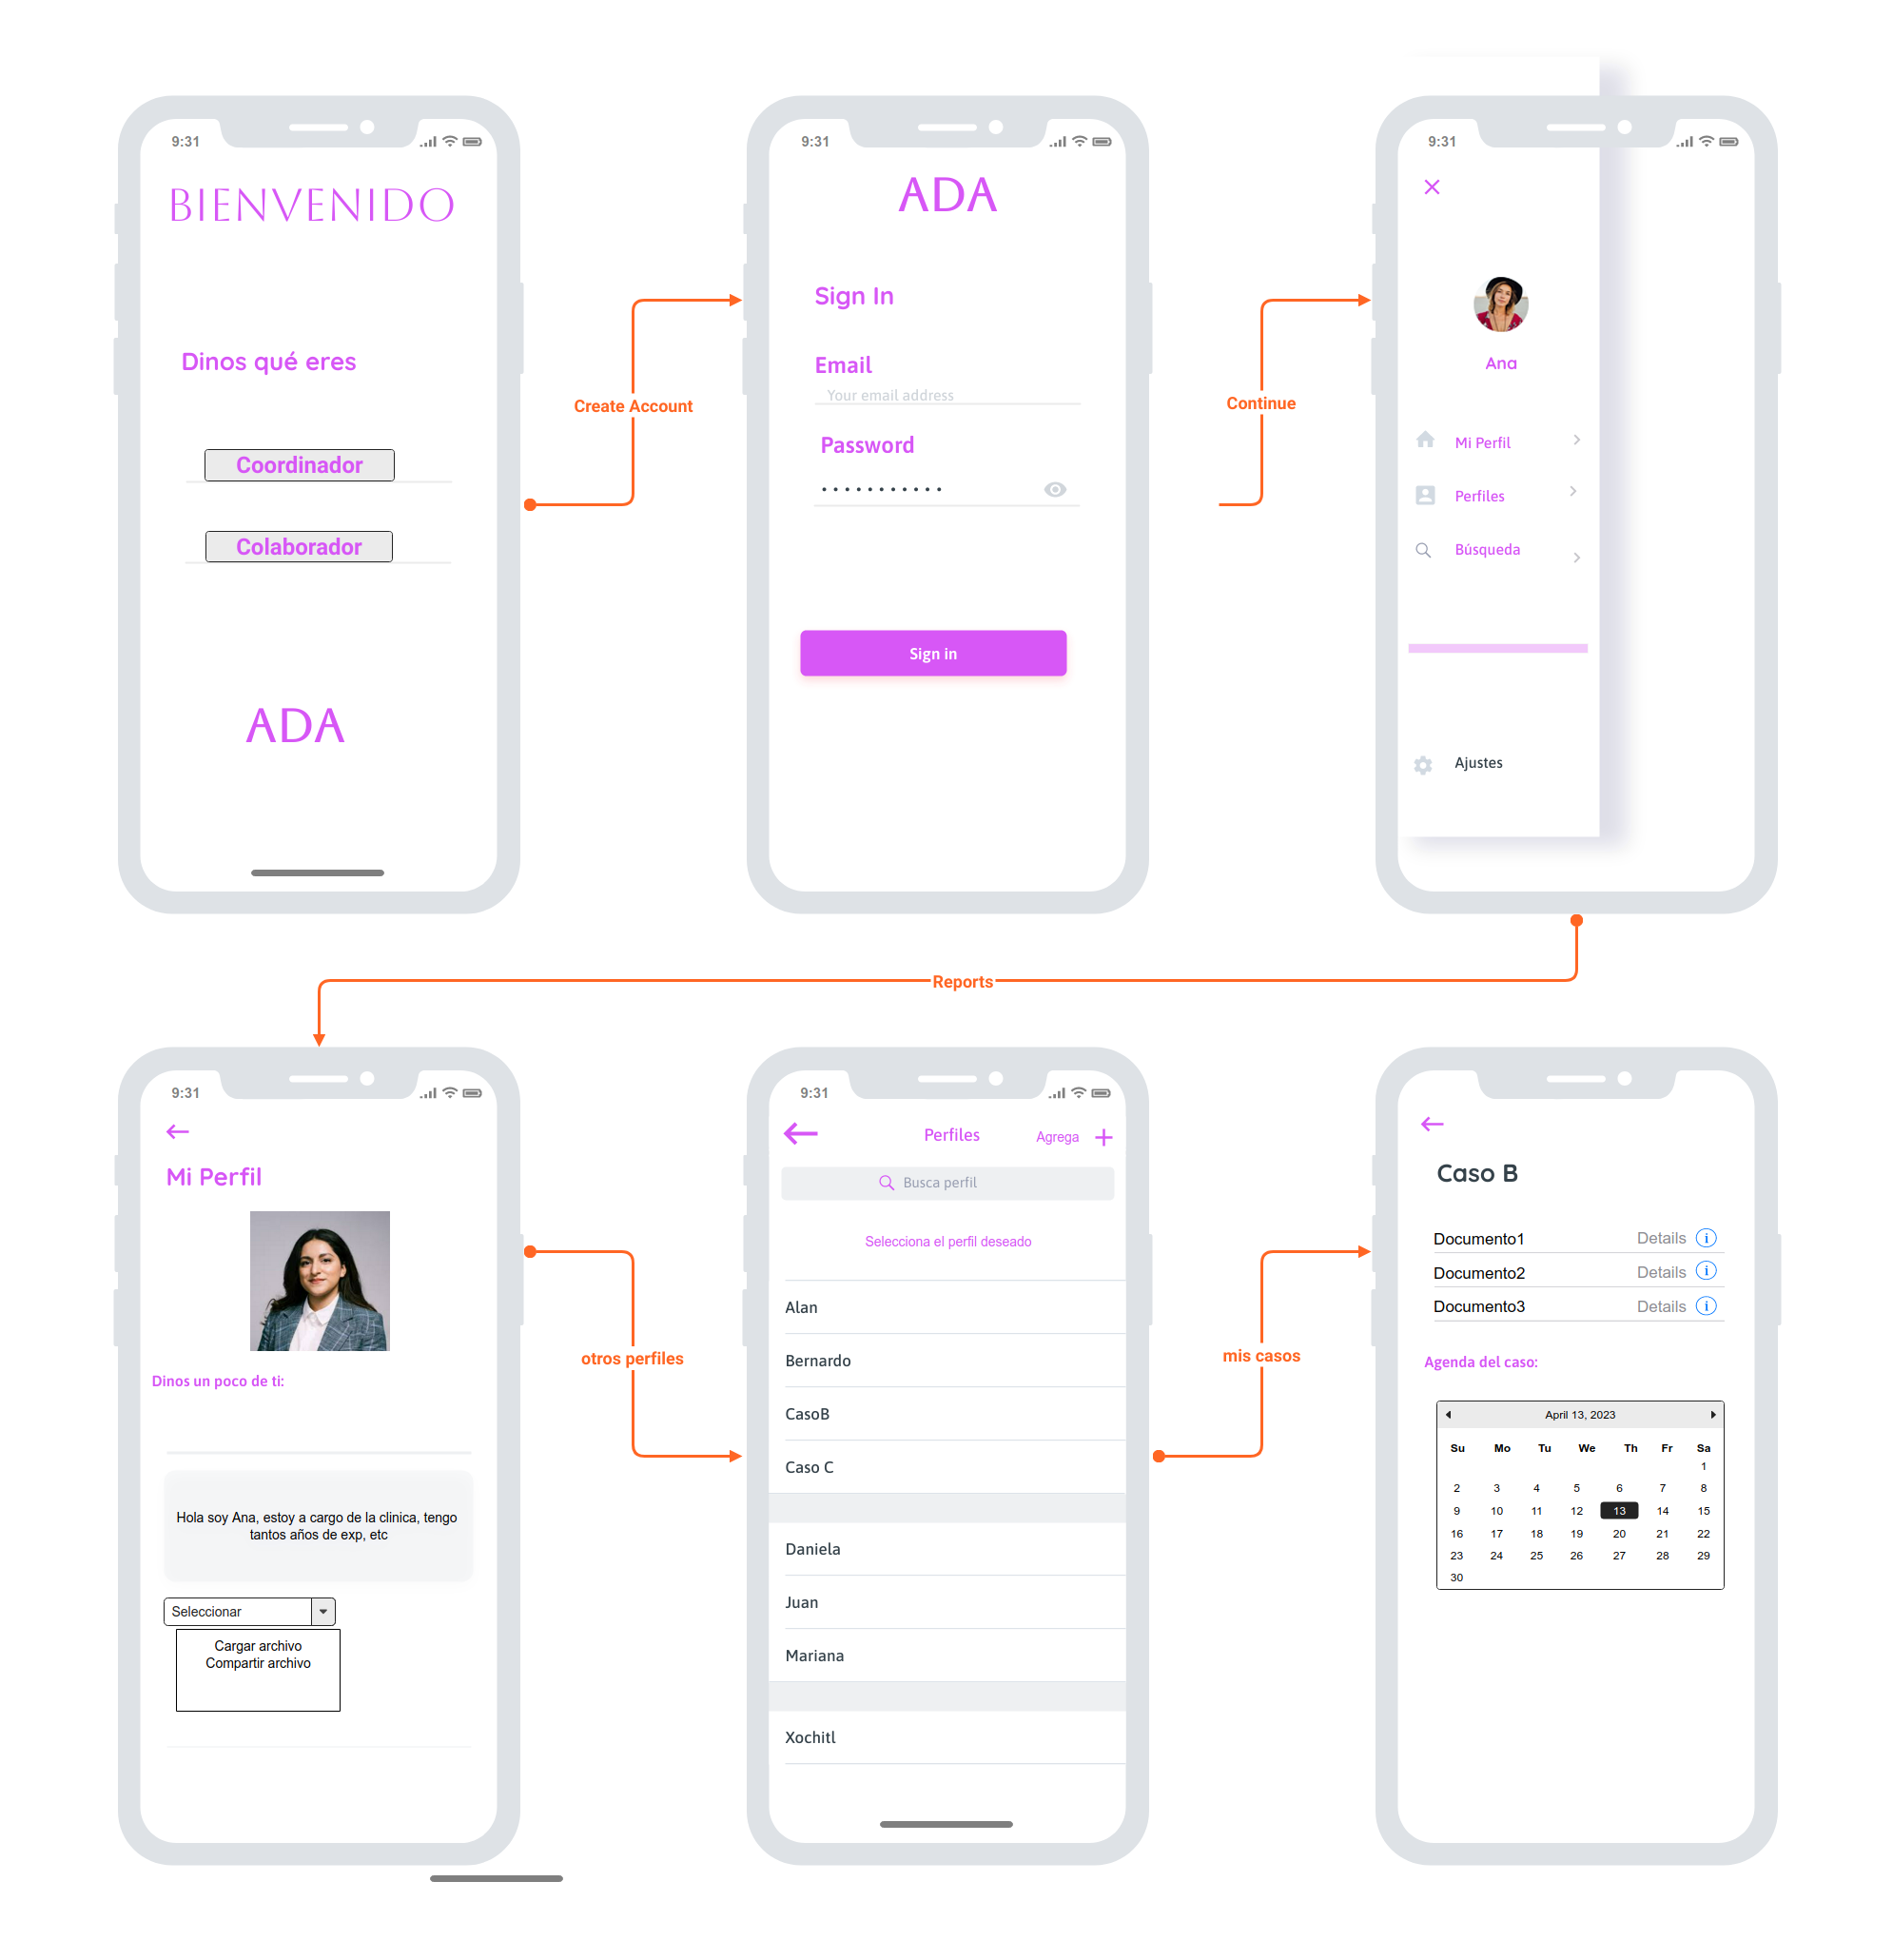 9:31
BIENVENIDO
Dinos qué eres
Coordinador
Colaborador
ADA
Create Account
9:31
ADA
Sign In
Email
Your email address
Password
Sign in
Continue
9:31
Ana
Mi Perfil
Perfiles
Búsqueda
Ajustes
Reports
9:31
Mi Perfil
Dinos un poco de ti:
Hola soy Ana, estoy a cargo de la clinica, tengo
tantos años de exp, etc
Seleccionar
Cargar archivo
Compartir archivo
otros perfiles
9:31
Perfiles Agrega
Busca perfil
Selecciona el perfil deseado
Alan
Bernardo
CasoB
Caso C
Daniela
Juan
Mariana
Xochitl
mis casos
Caso B
Documento1 Details i
Documento2 Details i
Documento3 Details i
Agenda del caso:
April 13, 2023
Su Mo Tu We Th Fr Sa
1
2 3 4 5 6 7 8
9 10 11 12 13 14 15
16 17 18 19 20 21 22
23 24 25 26 27 28 29
30